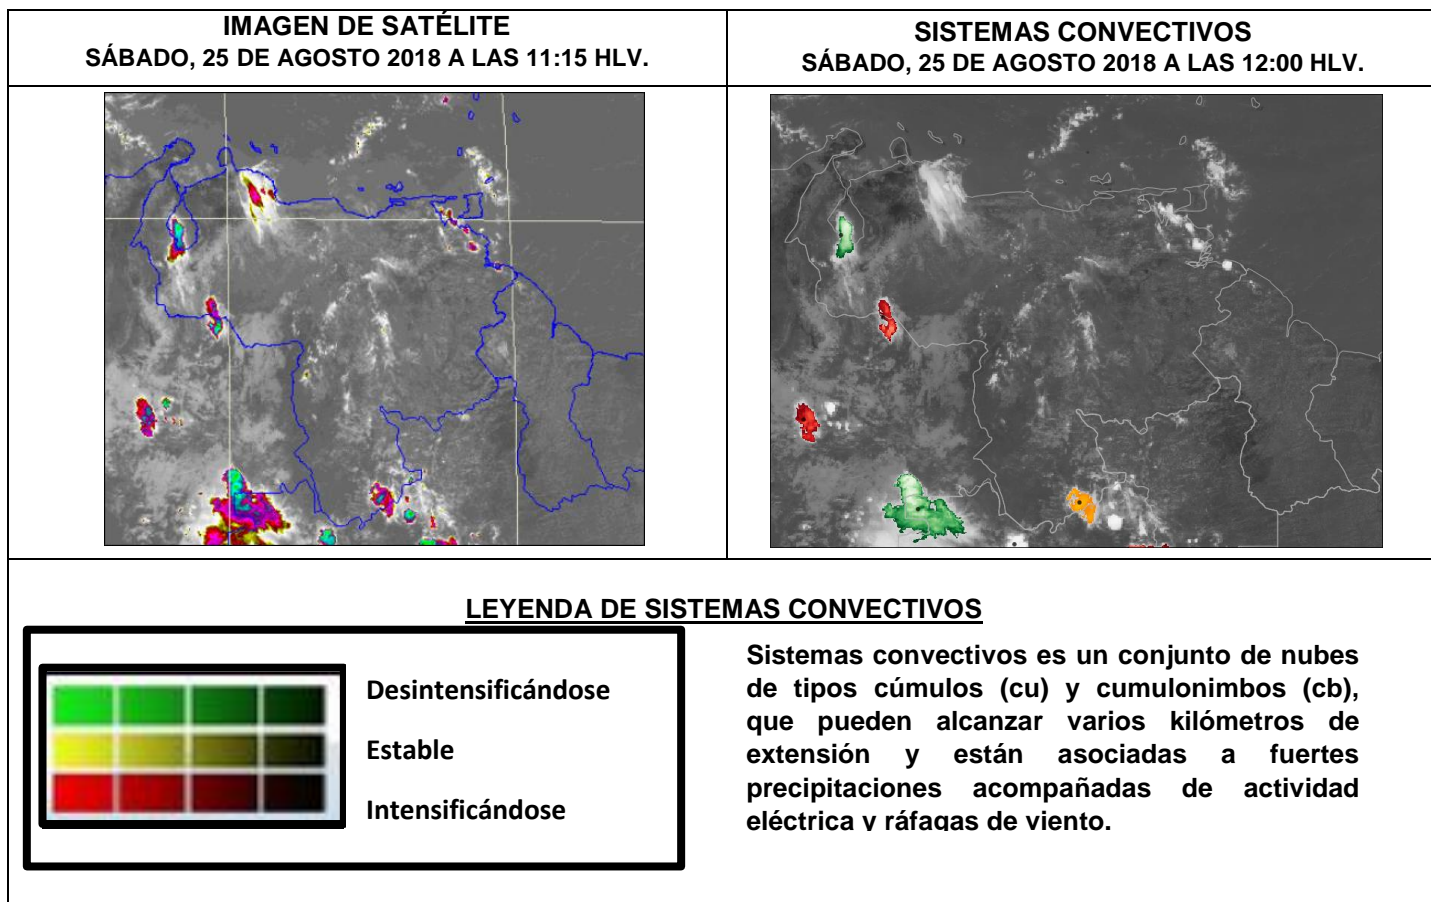 IMAGEN DE SATÉLITE
SÁBADO, 25 DE AGOSTO 2018 A LAS 11:15 HLV.
SISTEMAS CONVECTIVOS
SÁBADO, 25 DE AGOSTO 2018 A LAS 12:00 HLV.
LEYENDA DE SISTEMAS CONVECTIVOS
Desintensificándose
Estable
Intensificándose
Sistemas convectivos es un conjunto de nubes
de tipos cúmulos (cu) y cumulonimbos (cb),
que pueden alcanzar varios kilómetros de
extensión y están asociadas a fuertes
precipitaciones acompañadas de actividad
eléctrica y ráfagas de viento.